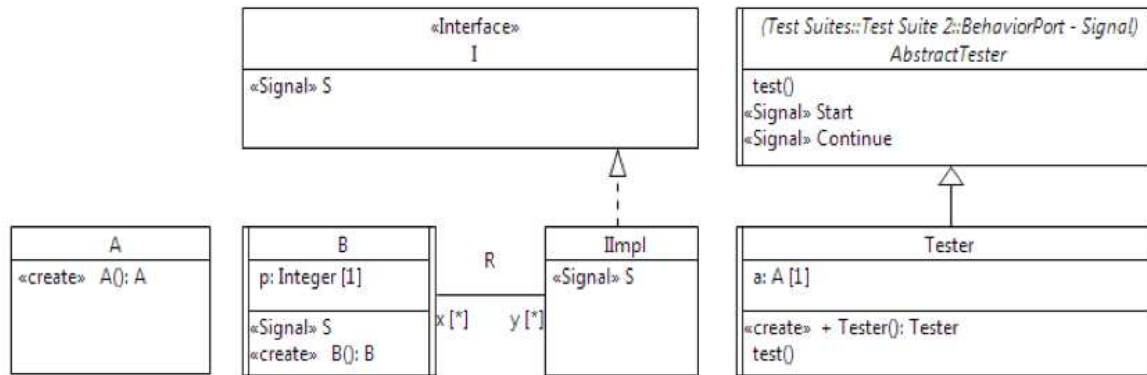 «Interface»
I
«Signal» S
(Test Suites::Test Suite 2::BehaviorPort - Signal)
AbstractTester
test()
«Signal» Start
«Signal» Continue
A
«create» A(): A
B
p: Integer [1]
«Signal» S
«create» B(): B
R
x [*] y [*]
IImpl
«Signal» S
Tester
a: A [1]
«create» + Tester(): Tester
test()